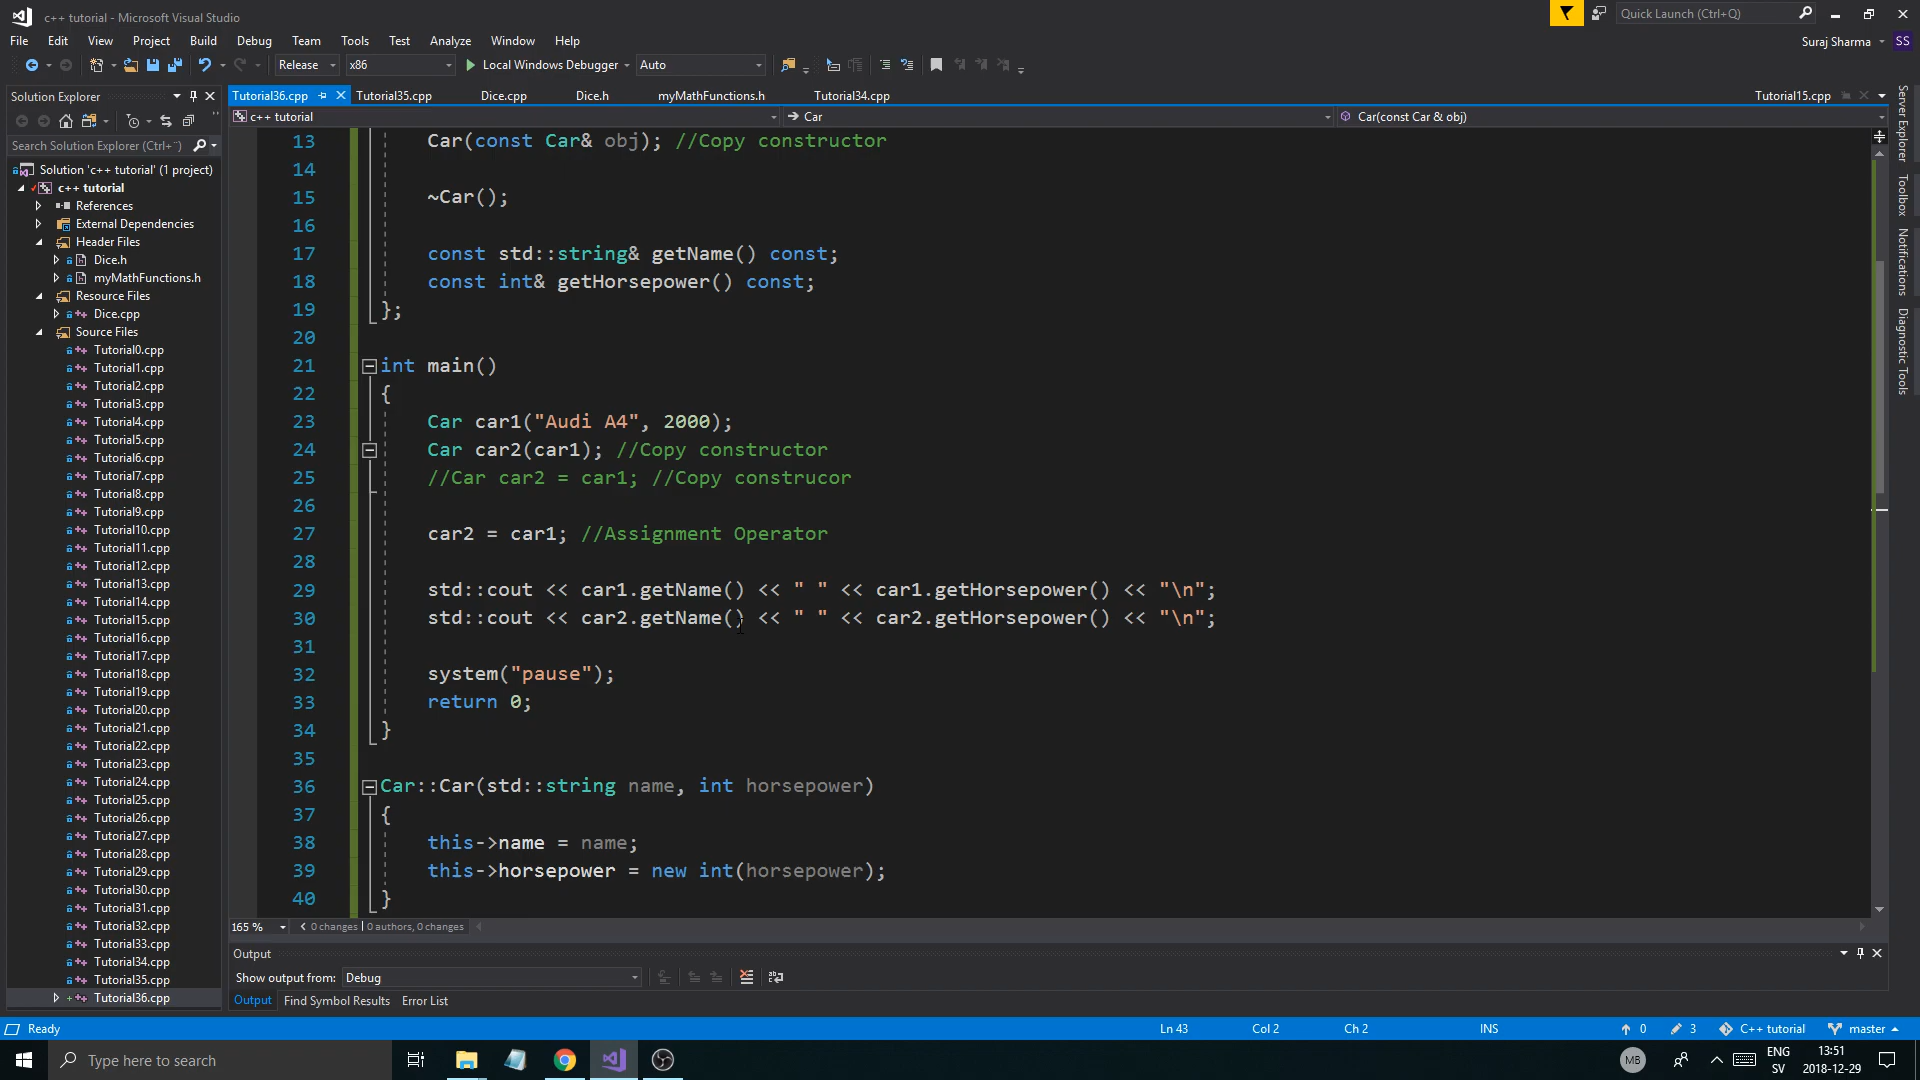 c++ tutorial - Microsoft Visual Studio
Quick Launch (Ctrl+Q)
File Edit View Project Build Debug Team Tools Test Analyze Window Help
Suraj Sharma SS
Release x86 Local Windows Debugger Auto
Solution Explorer
Search Solution Explorer (Ctrl+¨)
Solution 'c++ tutorial' (1 project)
c++ tutorial
References
External Dependencies
Header Files
Dice.h
myMathFunctions.h
Resource Files
Dice.cpp
Source Files
Tutorial0.cpp
Tutorial1.cpp
Tutorial2.cpp
Tutorial3.cpp
Tutorial4.cpp
Tutorial5.cpp
Tutorial6.cpp
Tutorial7.cpp
Tutorial8.cpp
Tutorial9.cpp
Tutorial10.cpp
Tutorial11.cpp
Tutorial12.cpp
Tutorial13.cpp
Tutorial14.cpp
Tutorial15.cpp
Tutorial16.cpp
Tutorial17.cpp
Tutorial18.cpp
Tutorial19.cpp
Tutorial20.cpp
Tutorial21.cpp
Tutorial22.cpp
Tutorial23.cpp
Tutorial24.cpp
Tutorial25.cpp
Tutorial26.cpp
Tutorial27.cpp
Tutorial28.cpp
Tutorial29.cpp
Tutorial30.cpp
Tutorial31.cpp
Tutorial32.cpp
Tutorial33.cpp
Tutorial34.cpp
Tutorial35.cpp
Tutorial36.cpp
Tutorial36.cpp Tutorial35.cpp Dice.cpp Dice.h myMathFunctions.h Tutorial34.cpp Tutorial15.cpp
c++ tutorial Car Car(const Car & obj)
13 Car(const Car& obj); //Copy constructor
14
15 ~Car();
16
17 const std::string& getName() const;
18 const int& getHorsepower() const;
19 };
20
21 int main()
22 {
23 Car car1("Audi A4", 2000);
24 Car car2(car1); //Copy constructor
25 //Car car2 = car1; //Copy construcor
26
27 car2 = car1; //Assignment Operator
28
29 std::cout << car1.getName() << " " << car1.getHorsepower() << "\n";
30 std::cout << car2.getName() << " " << car2.getHorsepower() << "\n";
31
32 system("pause");
33 return 0;
34 }
35
36 Car::Car(std::string name, int horsepower)
37 {
38 this->name = name;
39 this->horsepower = new int(horsepower);
40 }
165 % 0 changes | 0 authors, 0 changes
Output
Show output from: Debug
Output Find Symbol Results Error List
Server Explorer
Toolbox
Notifications
Diagnostic Tools
Ready Ln 43 Col 2 Ch 2 INS 0 3 C++ tutorial master
Type here to search
MB
ENG
SV
13:51
2018-12-29